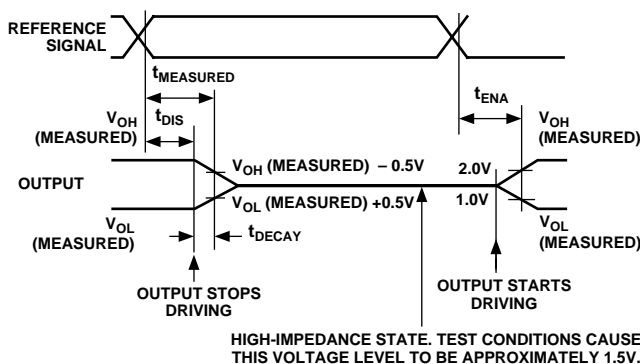 REFERENCE
SIGNAL
tMEASURED
tENA
VOH
(MEASURED)
tDIS
VOH
(MEASURED)
VOH (MEASURED) – 0.5V
2.0V
OUTPUT
VOL (MEASURED) +0.5V
1.0V
VOL
(MEASURED)
tDECAY
VOL
(MEASURED)
OUTPUT STOPS
DRIVING
OUTPUT STARTS
DRIVING
HIGH-IMPEDANCE STATE. TEST CONDITIONS CAUSE
THIS VOLTAGE LEVEL TO BE APPROXIMATELY 1.5V.